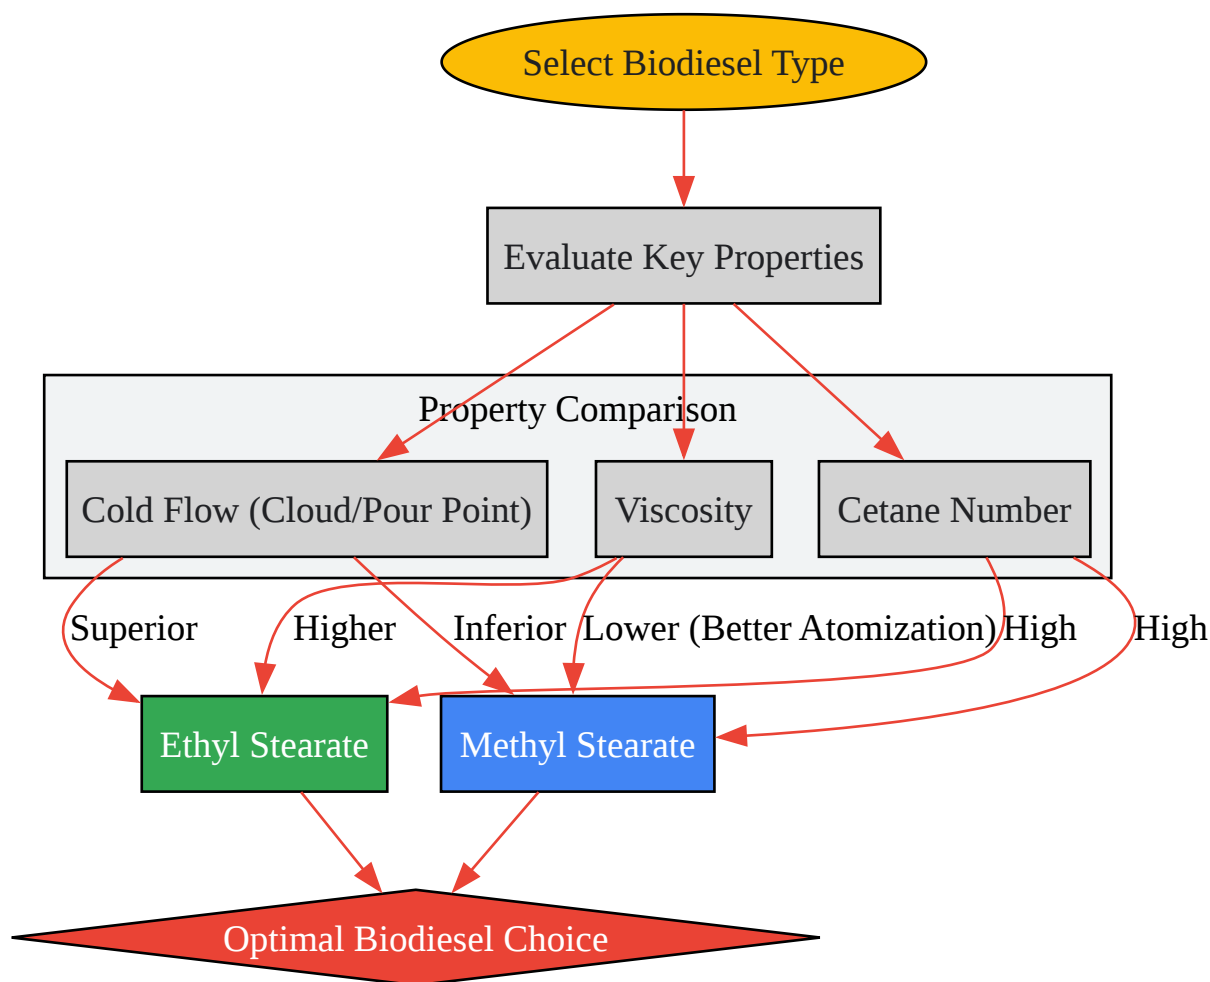 Select Biodiesel Type
Evaluate Key Properties
Property Comparison
Cold Flow (Cloud/Pour Point)
Viscosity
Cetane Number
Superior
Higher
Inferior
Lower (Better Atomization)
High
High
Ethyl Stearate
Methyl Stearate
Optimal Biodiesel Choice